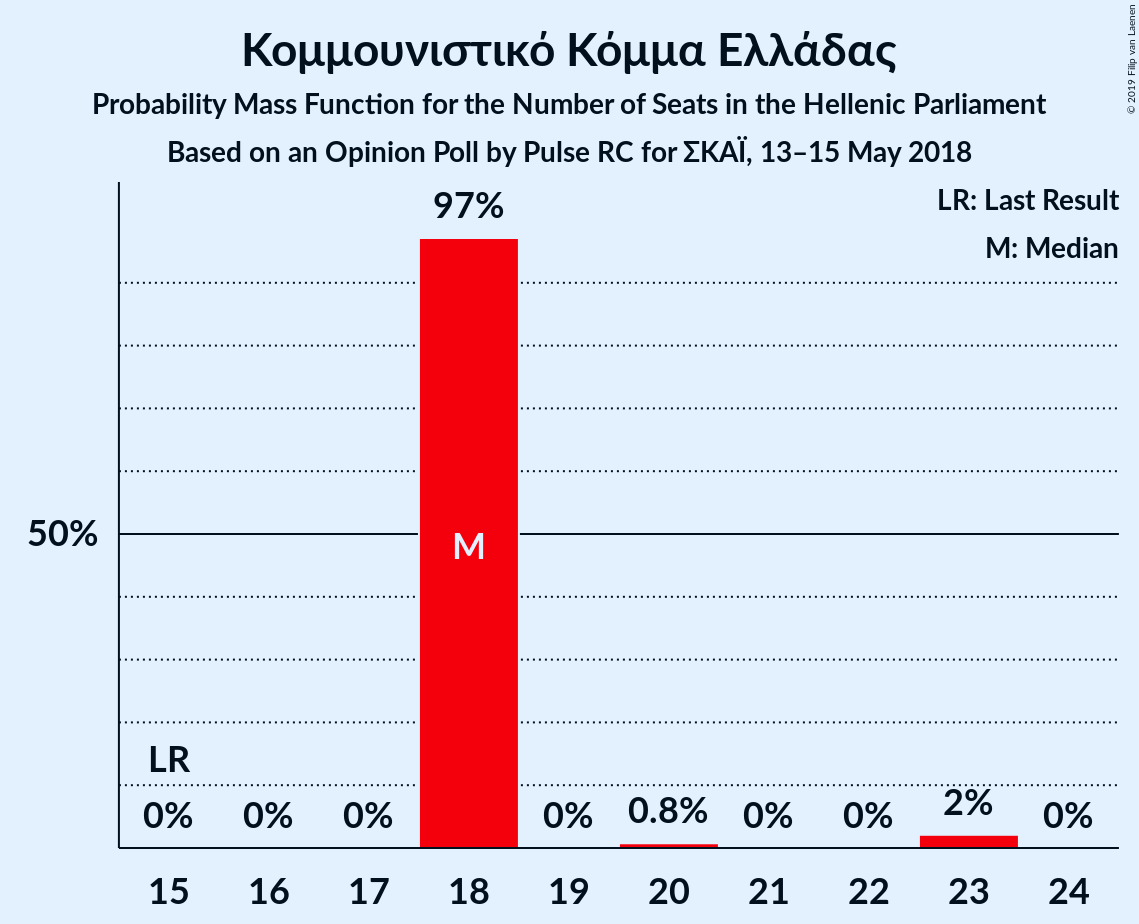 Κομμουνιστικό Κόμμα Ελλάδας
Probability Mass Function for the Number of Seats in the Hellenic Parliament
Based on an Opinion Poll by Pulse RC for ΣΚΑΪ, 13–15 May 2018
© 2019 Filip van Laenen
LR: Last Result
M: Median
97%
50%
M
LR
0% 0% 0% 0% 0.8% 0% 0% 2% 0%
15 16 17 18 19 20 21 22 23 24